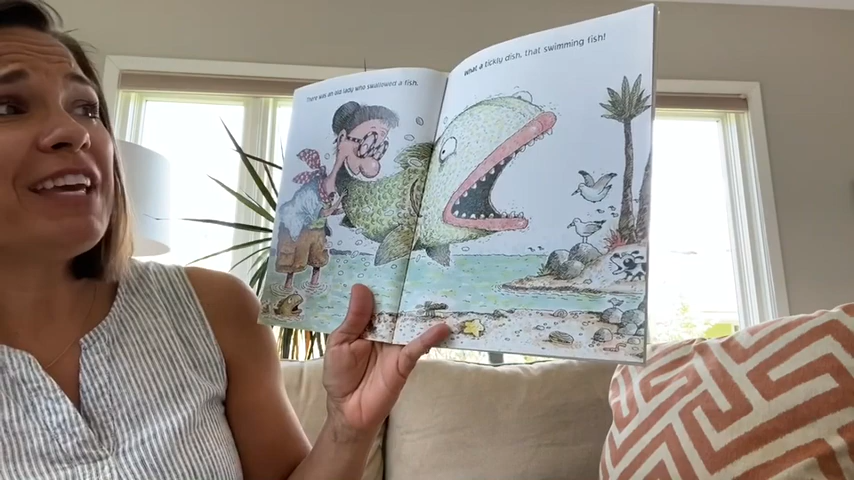 There was an old lady who swallowed a fish.
What a tickly dish, that swimming fish!